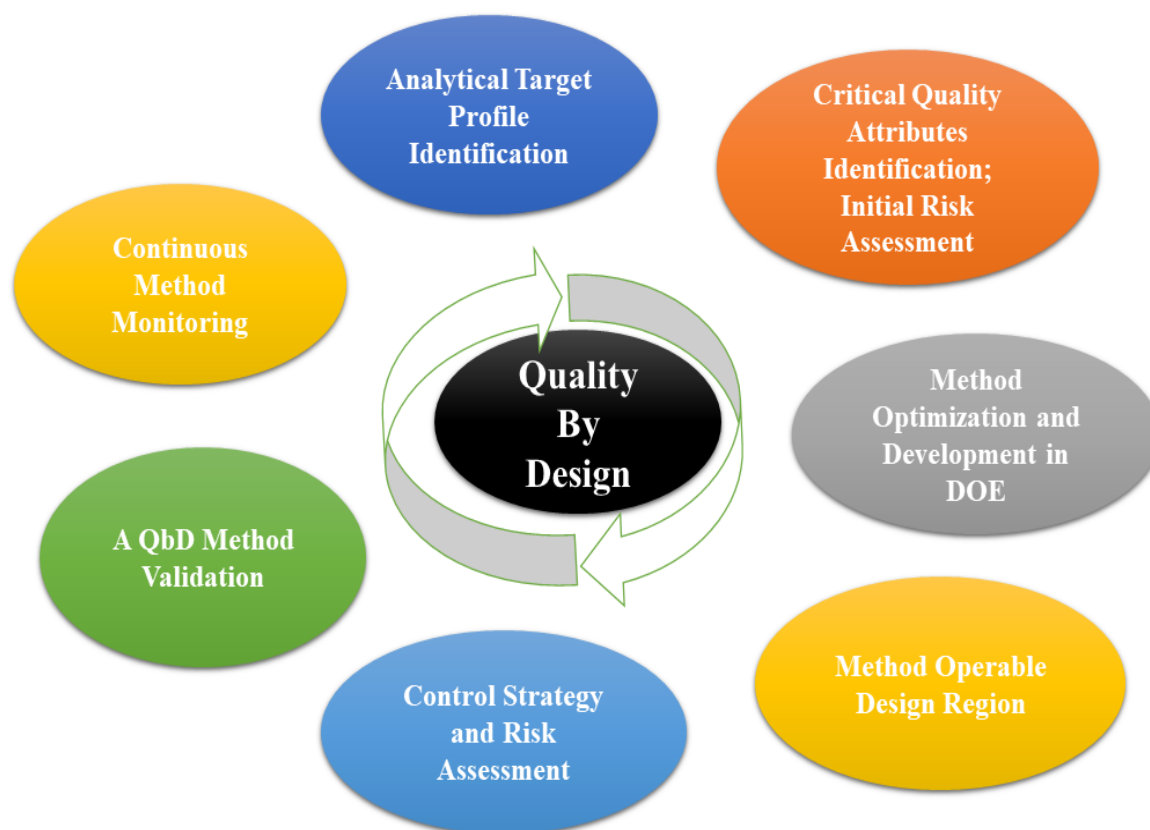 Analytical Target
Profile
Identification
Critical Quality
Attributes
Identification;
Initial Risk
Assessment
Continuous
Method
Monitoring
Quality
By
Design
Method
Optimization and
Development in
DOE
A QbD Method
Validation
Method Operable
Design Region
Control Strategy
and Risk
Assessment